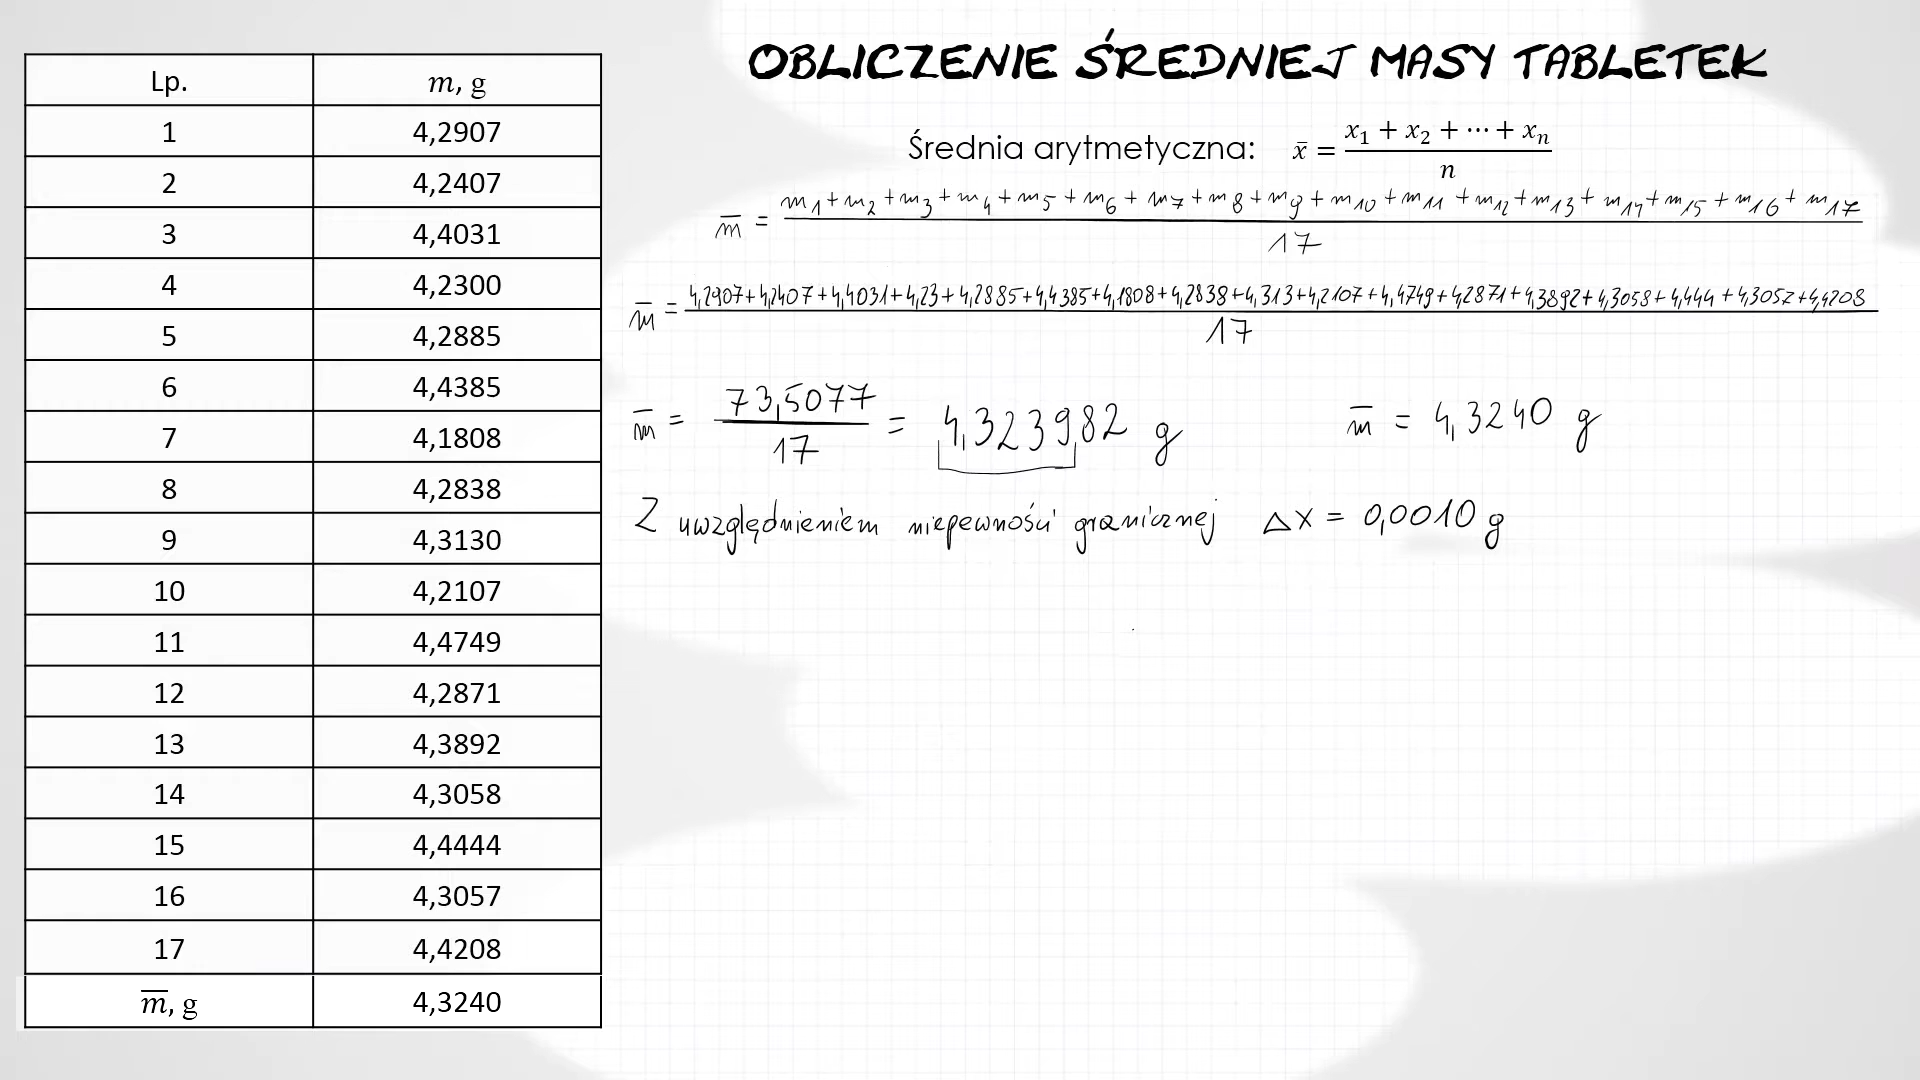 OBLICZENIE ŚREDNIEJ MASY TABLETEK
Lp. m, g
1 4,2907
2 4,2407
3 4,4031
4 4,2300
5 4,2885
6 4,4385
7 4,1808
8 4,2838
9 4,3130
10 4,2107
11 4,4749
12 4,2871
13 4,3892
14 4,3058
15 4,4444
16 4,3057
17 4,4208
m̅, g 4,3240
Średnia arytmetyczna: x̄ = (x₁ + x₂ + ⋯ + xₙ) / n
m̅ = (m₁ + m₂ + m₃ + m₄ + m₅ + m₆ + m₇ + m₈ + m₉ + m₁₀ + m₁₁ + m₁₂ + m₁₃ + m₁₄ + m₁₅ + m₁₆ + m₁₇) / 17
m̅ = (4,2907+4,2407+4,4031+4,23+4,2885+4,4385+4,1808+4,2838+4,313+4,2107+4,4749+4,2871+4,3892+4,3058+4,444+4,3057+4,4208) / 17
m̅ = 73,5077 / 17 = 4,323982 g m̅ = 4,3240 g
Z uwzględnieniem niepewności granicznej Δx = 0,0010 g